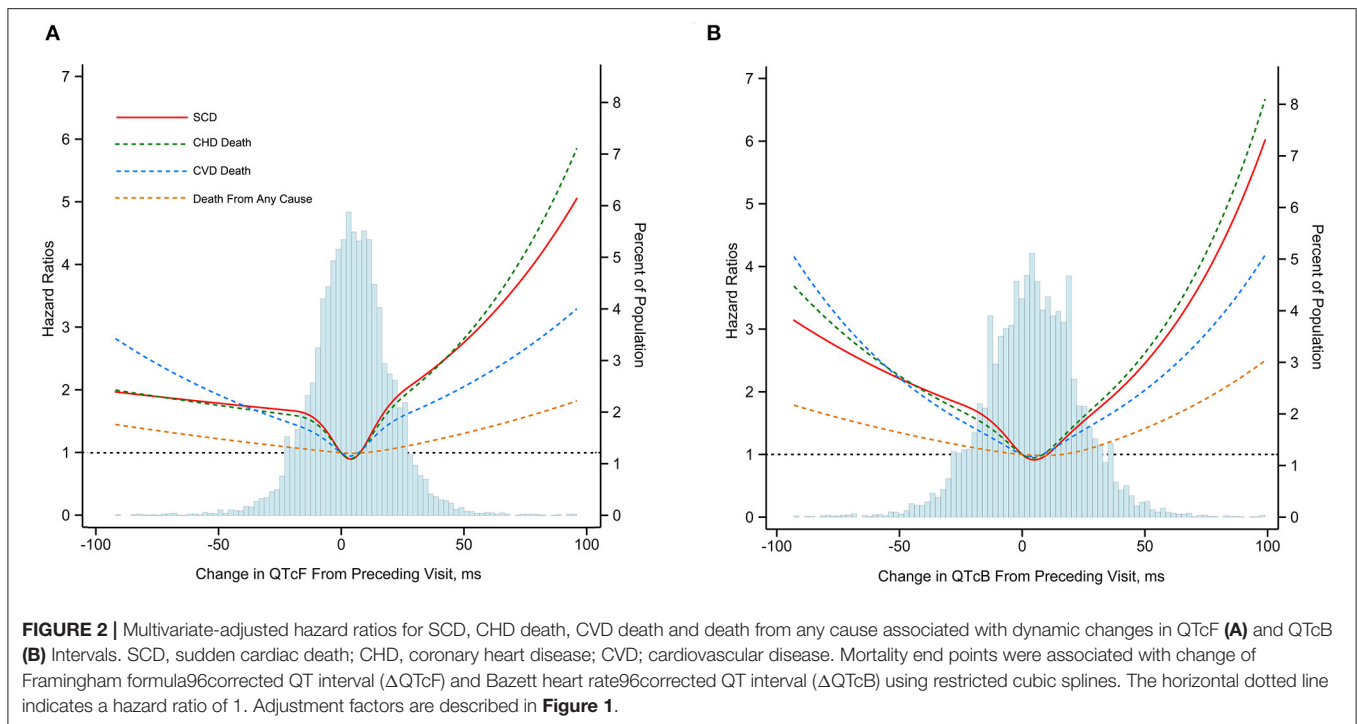 A
B
7
6
5
4
3
2
1
0
Hazard Ratios
SCD
CHD Death
CVD Death
Death From Any Cause
8
7
6
5
4
3
2
1
0
Percent of Population
-100
-50
0
50
100
Change in QTcF From Preceding Visit, ms
7
6
5
4
3
2
1
0
Hazard Ratios
8
7
6
5
4
3
2
1
0
Percent of Population
-100
-50
0
50
100
Change in QTcB From Preceding Visit, ms
FIGURE 2 | Multivariate-adjusted hazard ratios for SCD, CHD death, CVD death and death from any cause associated with dynamic changes in QTcF (A) and QTcB
(B) Intervals. SCD, sudden cardiac death; CHD, coronary heart disease; CVD; cardiovascular disease. Mortality end points were associated with change of
Framingham formula96corrected QT interval (ΔQTcF) and Bazett heart rate96corrected QT interval (ΔQTcB) using restricted cubic splines. The horizontal dotted line
indicates a hazard ratio of 1. Adjustment factors are described in Figure 1.